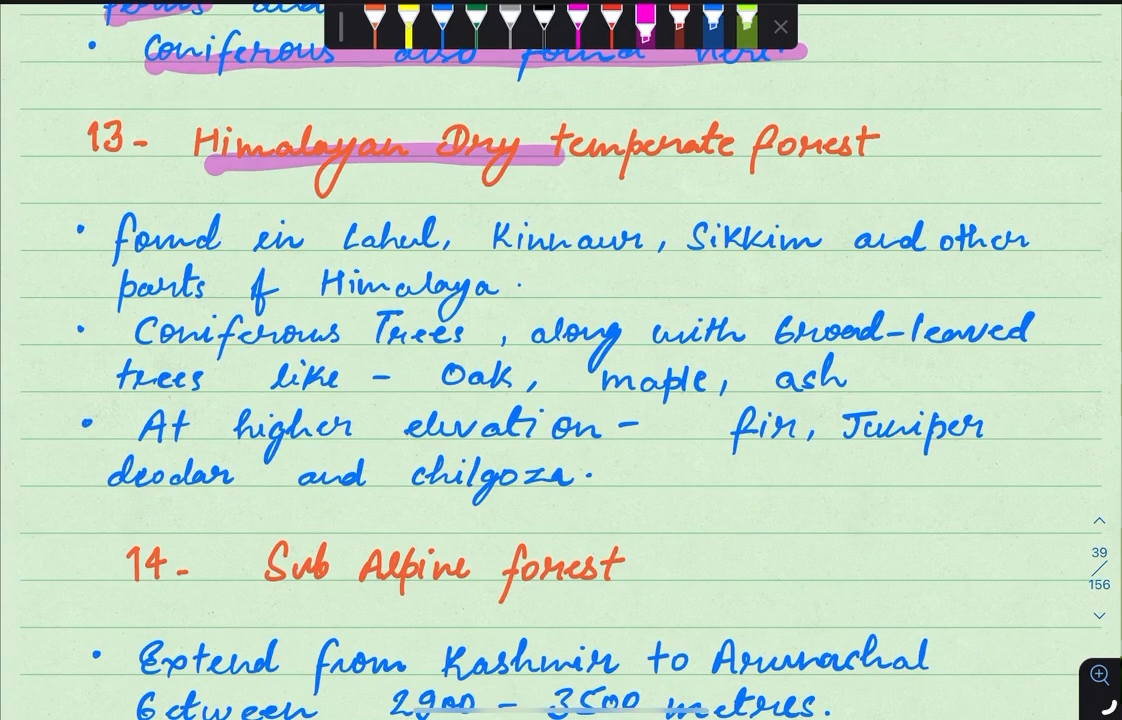 • Coniferous also found here.
13- Himalayan Dry temperate forest
• found in Lahul, Kinnaur, Sikkim and other
parts of Himalaya.
• Coniferous Trees, along with broad-leaved
trees like - Oak, maple, ash
• At higher elevation - fir, Juniper
deodar and chilgoza.
14- Sub Alpine forest
39
/
156
• Extend from Kashmir to Arunachal
between 2900 - 3500 metres.